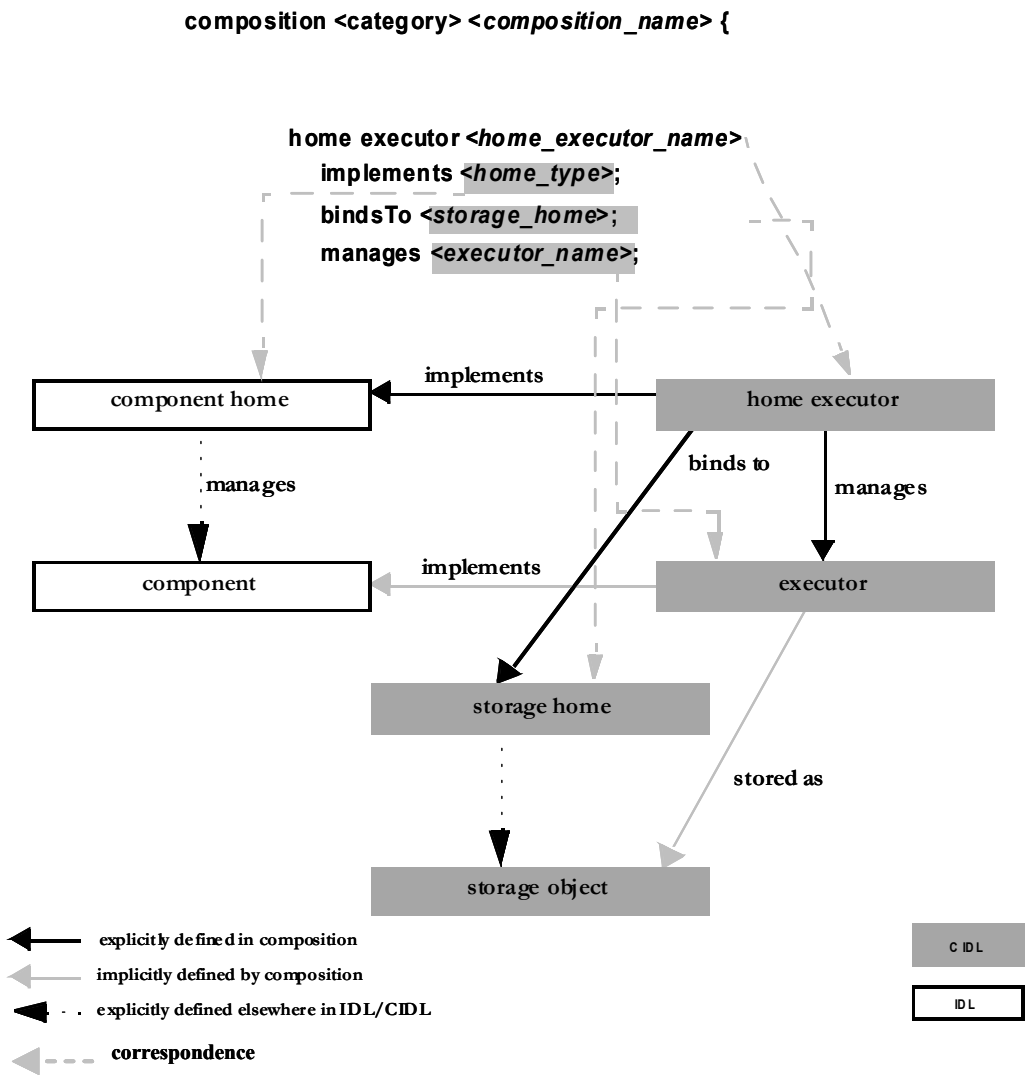 composition <category> <composition_name> {
home executor <home_executor_name>
implements <home_type>;
bindsTo <storage_home>;
manages <executor_name>;
implements
component home
home executor
binds to
manages
manages
implements
component
executor
storage home
stored as
storage object
explicitly defined in composition
CIDL
implicitly defined by composition
explicitly defined elsewhere in IDL/CIDL
IDL
correspondence